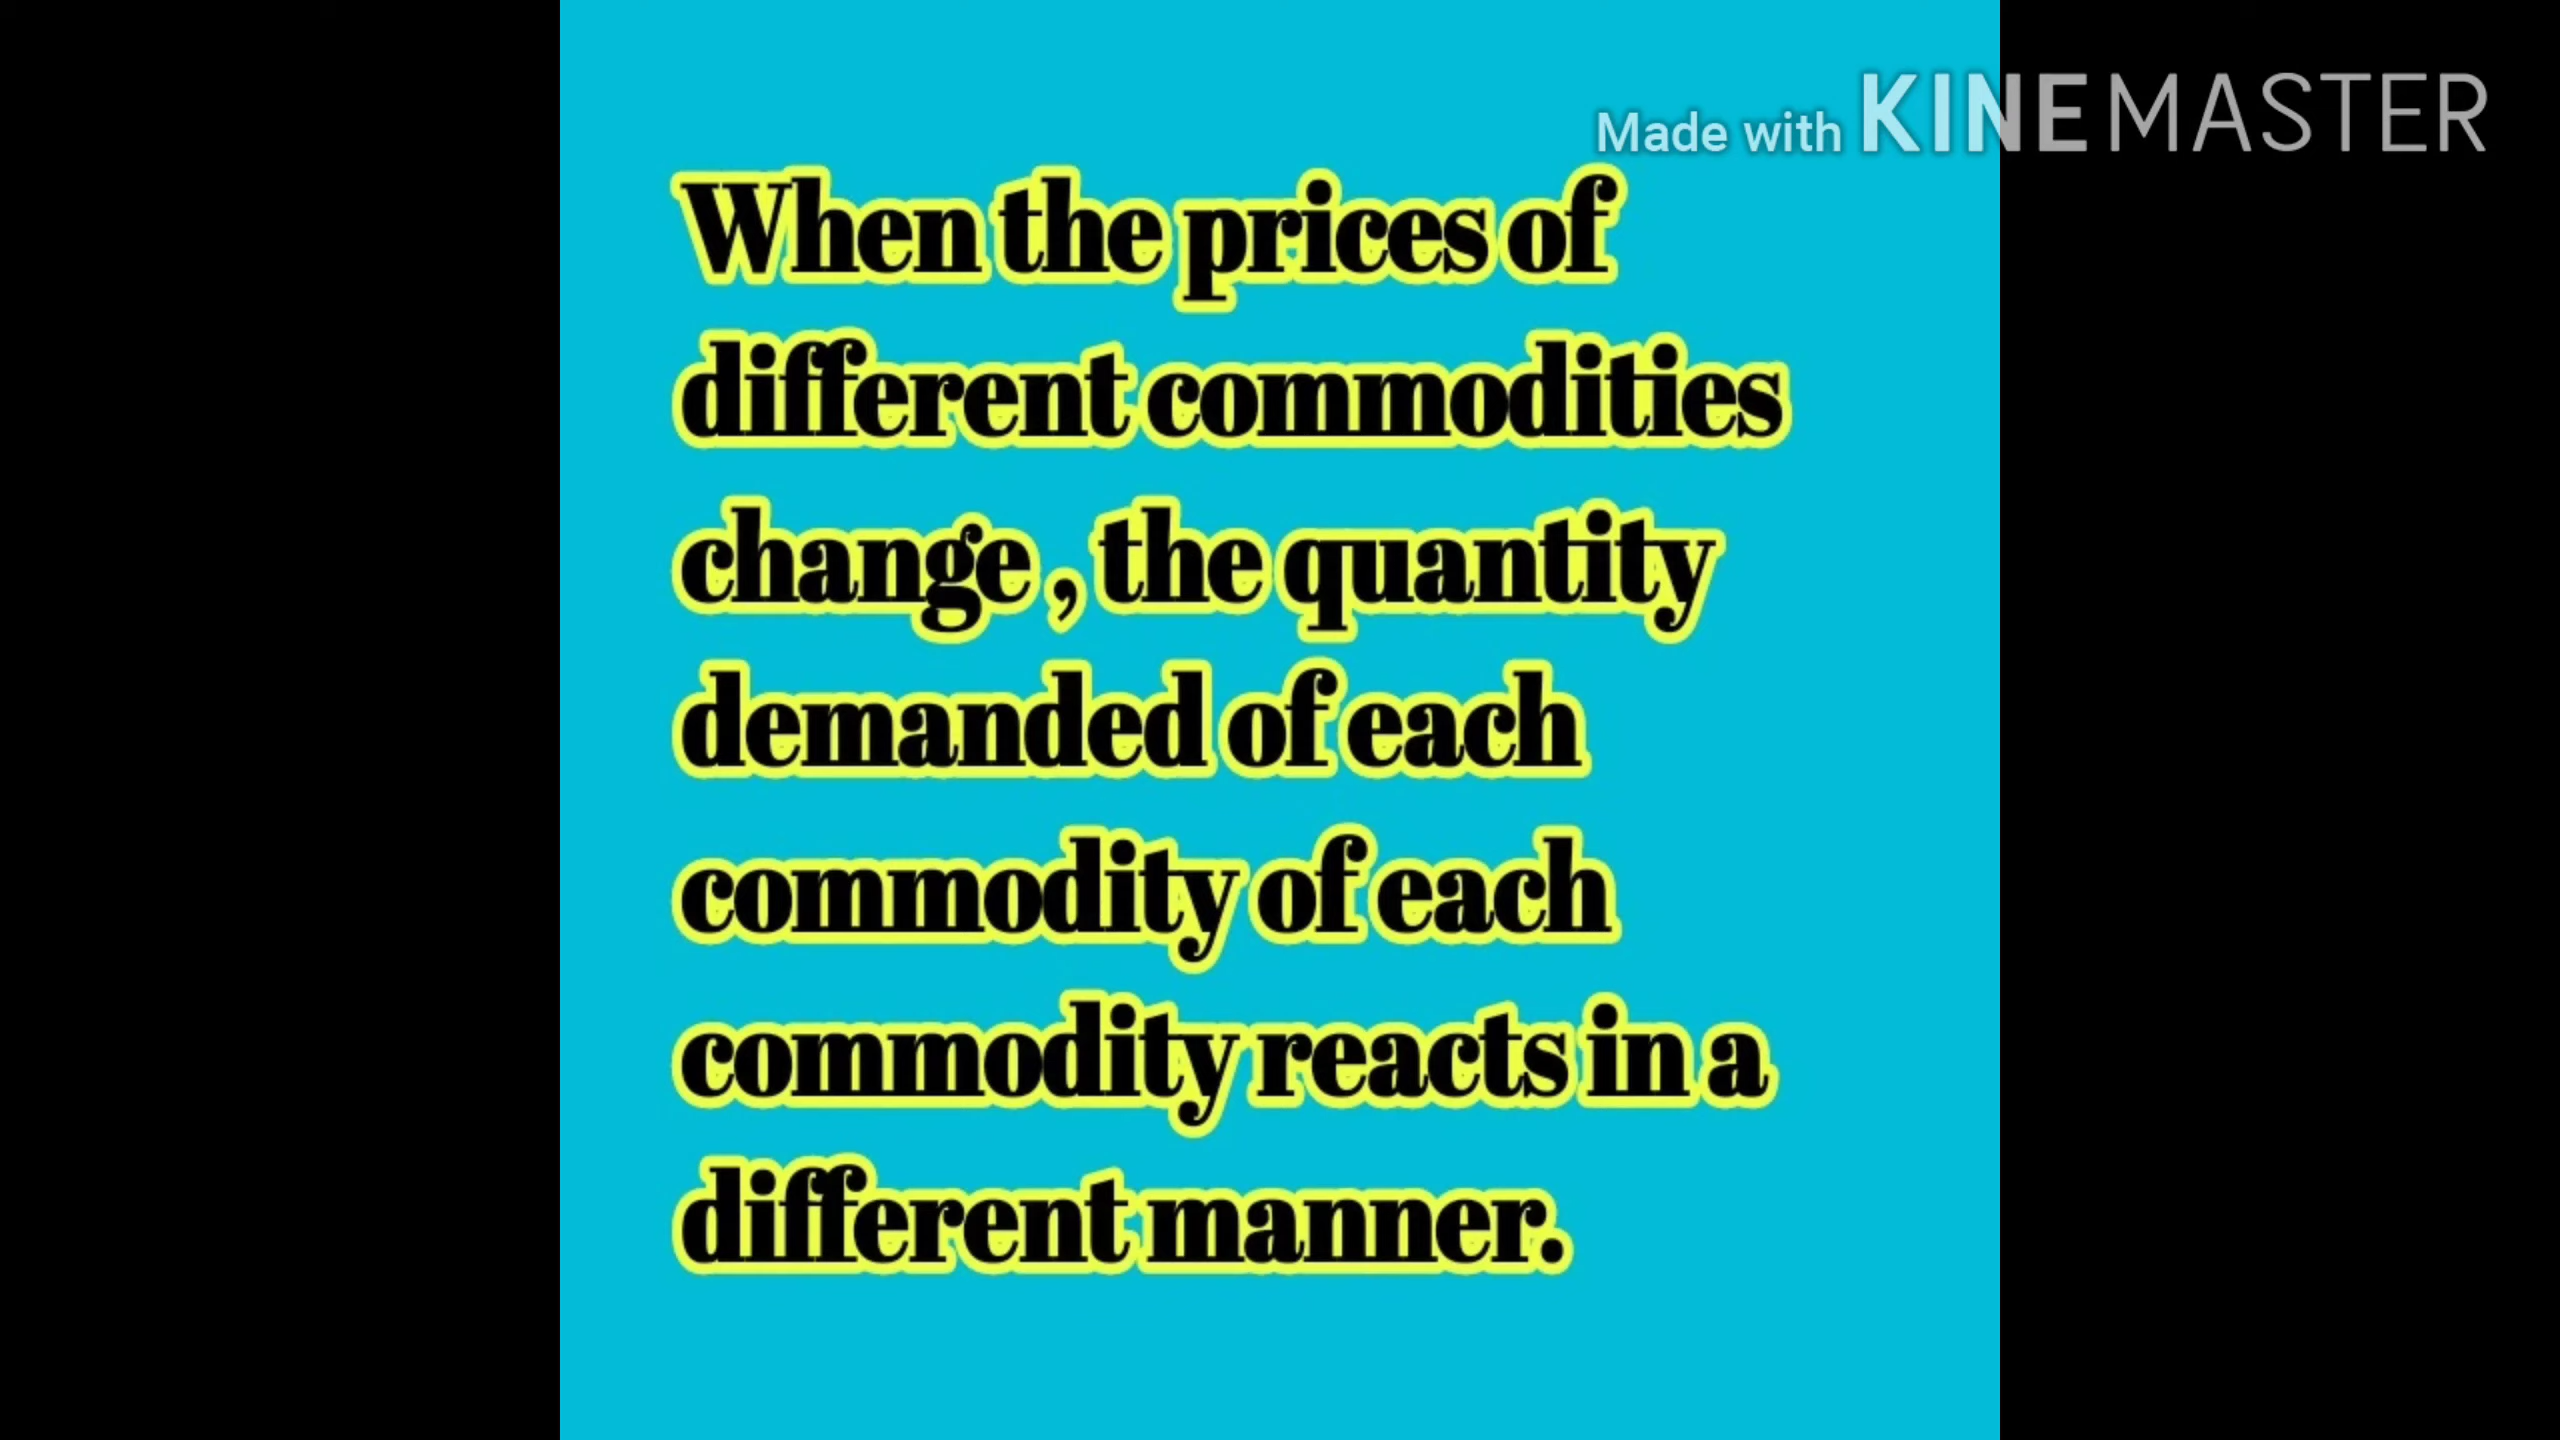 Made with KINEMASTER
When the prices of
different commodities
change , the quantity
demanded of each
commodity of each
commodity reacts in a
different manner.